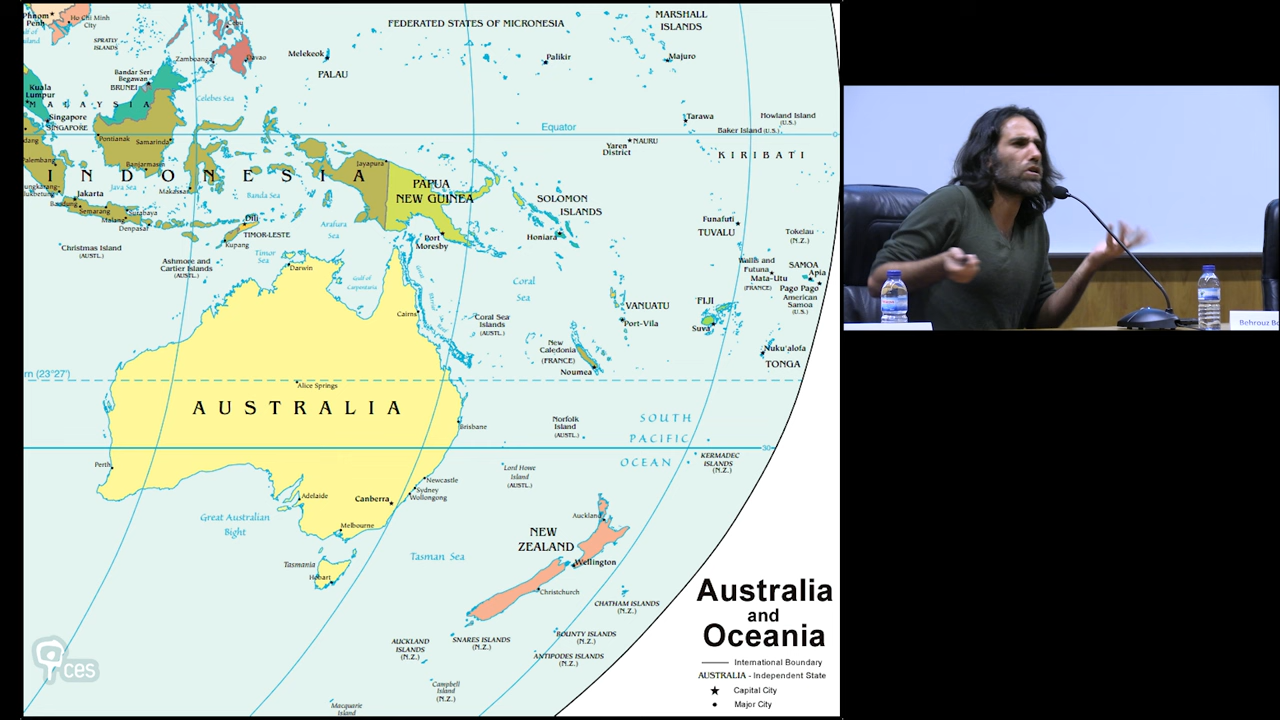 FEDERATED STATES OF MICRONESIA
MARSHALL
ISLANDS
Phnom
Penh
Ho Chi Minh
City
SPRATLY
ISLANDS
Zamboanga
Davao
Melekeok
PALAU
Palikir
Majuro
Bandar Seri
Begawan
BRUNEI
Celebes Sea
Kuala
Lumpur
MALAYSIA
Singapore
SINGAPORE
Tarawa
Howland Island
(U.S.)
Baker Island (U.S.)
Equator
0
Pontianak
Samarinda
NAURU
Yaren
District
KIRIBATI
Palembang
Banjarmasin
Jayapura
INDONESIA
PAPUA
NEW GUINEA
Java Sea
Makassar
Banda Sea
Jakarta
Bandung
Semarang
Surabaya
Malang
Denpasar
SOLOMON
ISLANDS
Honiara
Dili
TIMOR-LESTE
Kupang
Arafura
Sea
Port
Moresby
Funafuti
TUVALU
Tokelau
(N.Z.)
Christmas Island
(AUSTL.)
Ashmore and
Cartier Islands
(AUSTL.)
Timor
Sea
Darwin
Gulf of
Carpentaria
Wallis and
Futuna
Mata-Utu
(FRANCE)
SAMOA
Apia
Pago Pago
American
Samoa
(U.S.)
Coral
Sea
Cairns
Coral Sea
Islands
(AUSTL.)
VANUATU
Port-Vila
FIJI
Suva
New
Caledonia
(FRANCE)
Noumea
Nuku'alofa
TONGA
(23°27')
Alice Springs
AUSTRALIA
Brisbane
Norfolk
Island
(AUSTL.)
SOUTH
PACIFIC
OCEAN
30
KERMADEC
ISLANDS
(N.Z.)
Perth
Lord Howe
Island
(AUSTL.)
Adelaide
Canberra
Newcastle
Sydney
Wollongong
Great Australian
Bight
Melbourne
Auckland
NEW
ZEALAND
Tasman Sea
Wellington
Tasmania
Hobart
Christchurch
CHATHAM ISLANDS
(N.Z.)
AUCKLAND
ISLANDS
(N.Z.)
SNARES ISLANDS
(N.Z.)
BOUNTY ISLANDS
(N.Z.)
ANTIPODES ISLANDS
(N.Z.)
Campbell
Island
(N.Z.)
Macquarie
Island
Australia
and
Oceania
International Boundary
AUSTRALIA - Independent State
Capital City
Major City
ces
Behrouz Bo